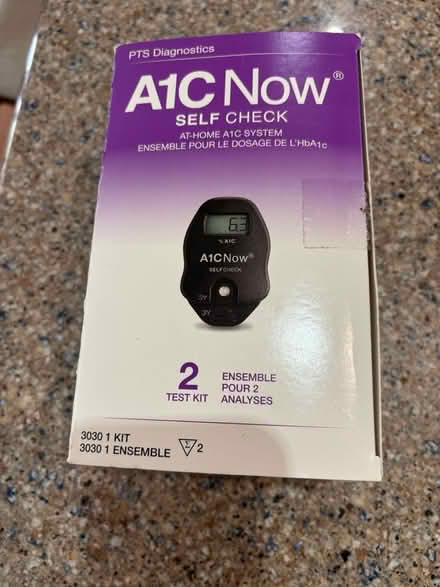 PTS Diagnostics
A1C Now®
SELF CHECK
AT-HOME A1C SYSTEM
ENSEMBLE POUR LE DOSAGE DE L'HbA1c
6.3
% A1C
A1CNow®
SELF CHECK
2
TEST KIT
ENSEMBLE
POUR 2
ANALYSES
3030 1 KIT
3030 1 ENSEMBLE
Σ 2